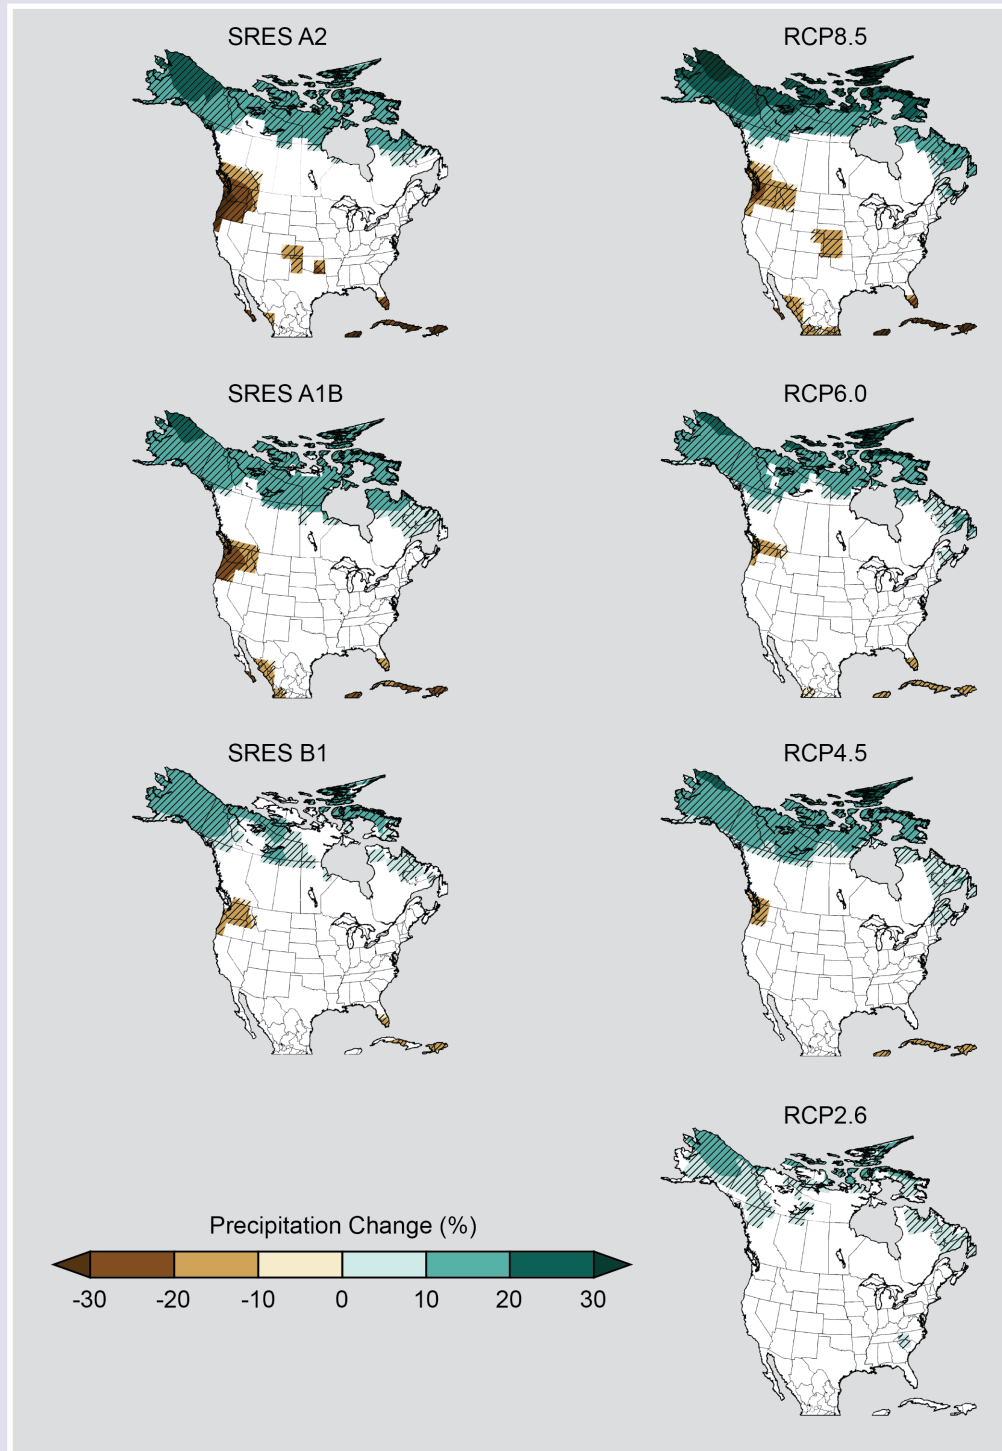 SRES A2
RCP8.5
SRES A1B
RCP6.0
SRES B1
RCP4.5
RCP2.6
Precipitation Change (%)
-30 -20 -10 0 10 20 30